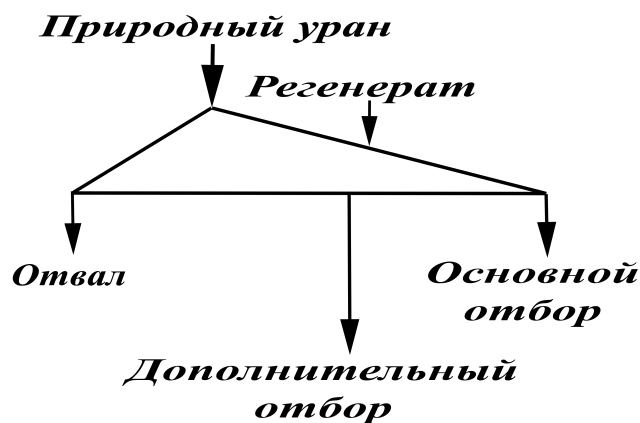 Природный уран
Регенерат
Отвал
Основной
отбор
Дополнительный
отбор